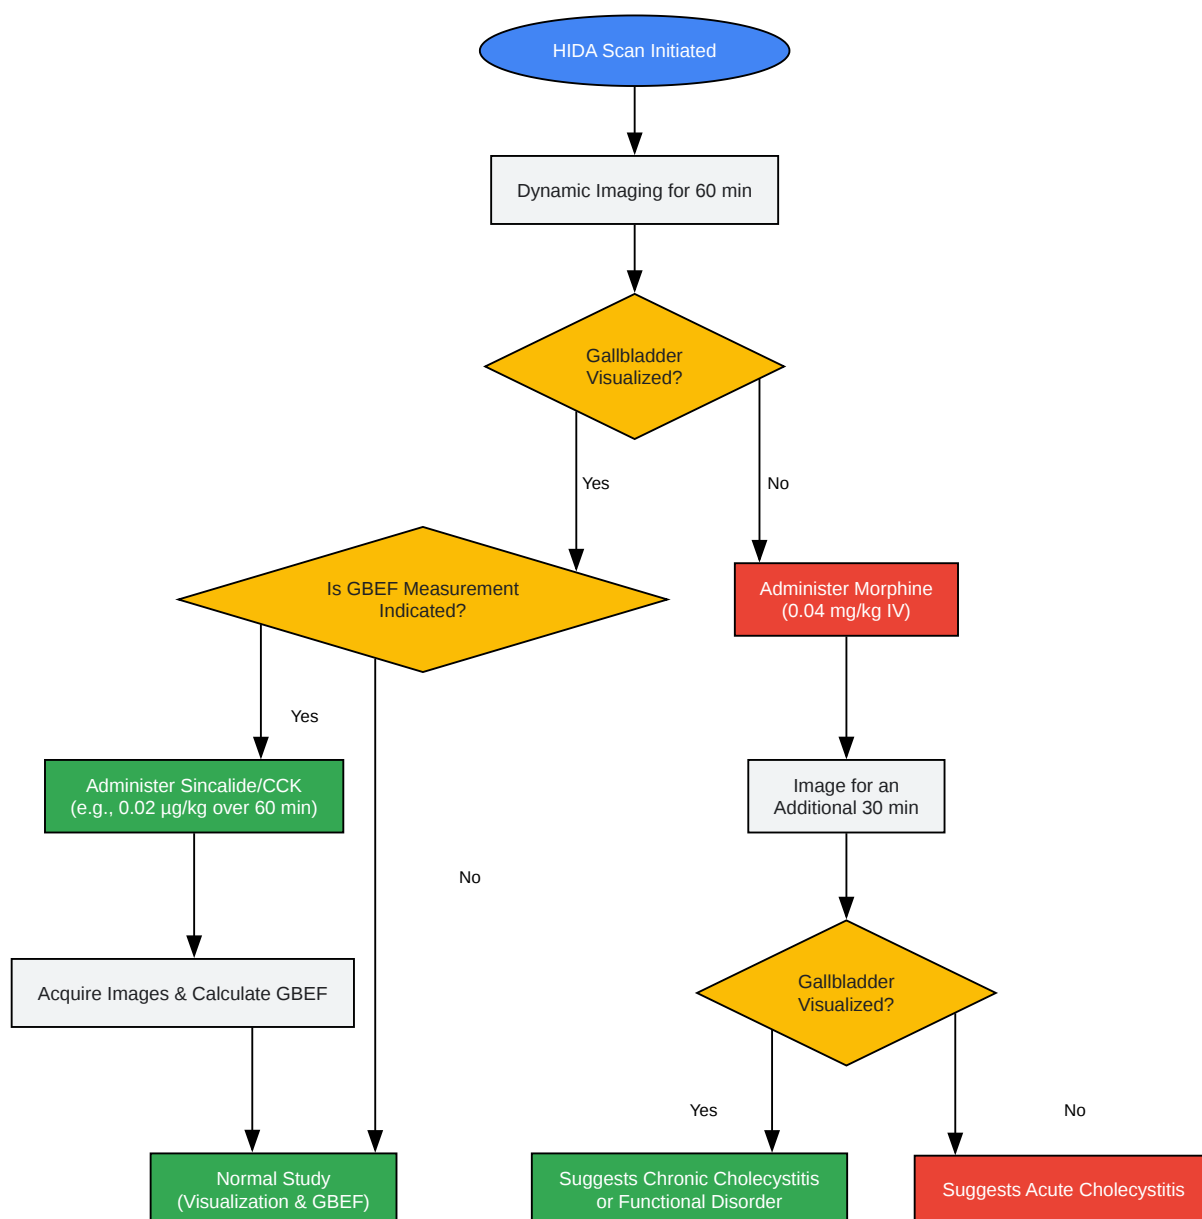 HIDA Scan Initiated
Dynamic Imaging for 60 min
Gallbladder
Visualized?
Yes
No
Is GBEF Measurement
Indicated?
Administer Morphine
(0.04 mg/kg IV)
Yes
Administer Sincalide/CCK
(e.g., 0.02 µg/kg over 60 min)
Image for an
Additional 30 min
No
Acquire Images & Calculate GBEF
Gallbladder
Visualized?
Yes
No
Normal Study
(Visualization & GBEF)
Suggests Chronic Cholecystitis
or Functional Disorder
Suggests Acute Cholecystitis